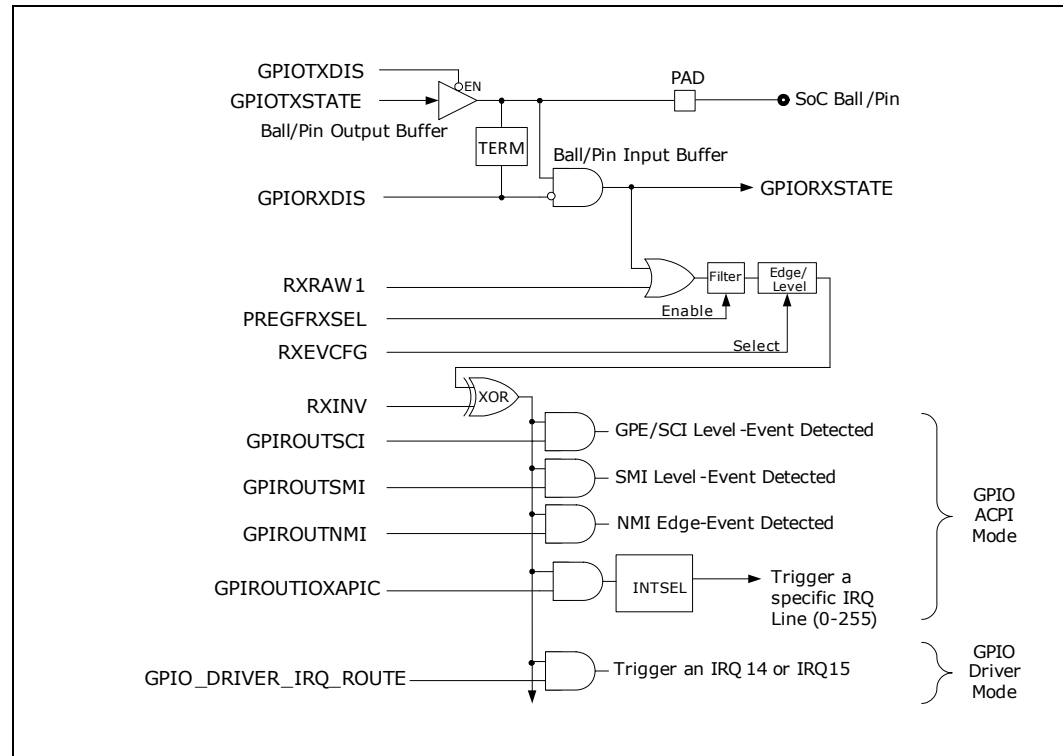 GPIOTXDIS
EN
PAD
GPIOTXSTATE
SoC Ball/Pin
Ball/Pin Output Buffer
TERM
Ball/Pin Input Buffer
GPIORXDIS
GPIORXSTATE
RXRAW1
Filter
Edge/
Level
PREGFRXSEL
Enable
RXEVCFG
Select
XOR
RXINV
GPIROUTSCI
GPE/SCI Level-Event Detected
GPIROUTSMI
SMI Level-Event Detected
GPIROUTNMI
NMI Edge-Event Detected
GPIO
ACPI
Mode
GPIROUTIOXAPIC
INTSEL
Trigger a
specific IRQ
Line (0-255)
GPIO_DRIVER_IRQ_ROUTE
Trigger an IRQ 14 or IRQ15
GPIO
Driver
Mode